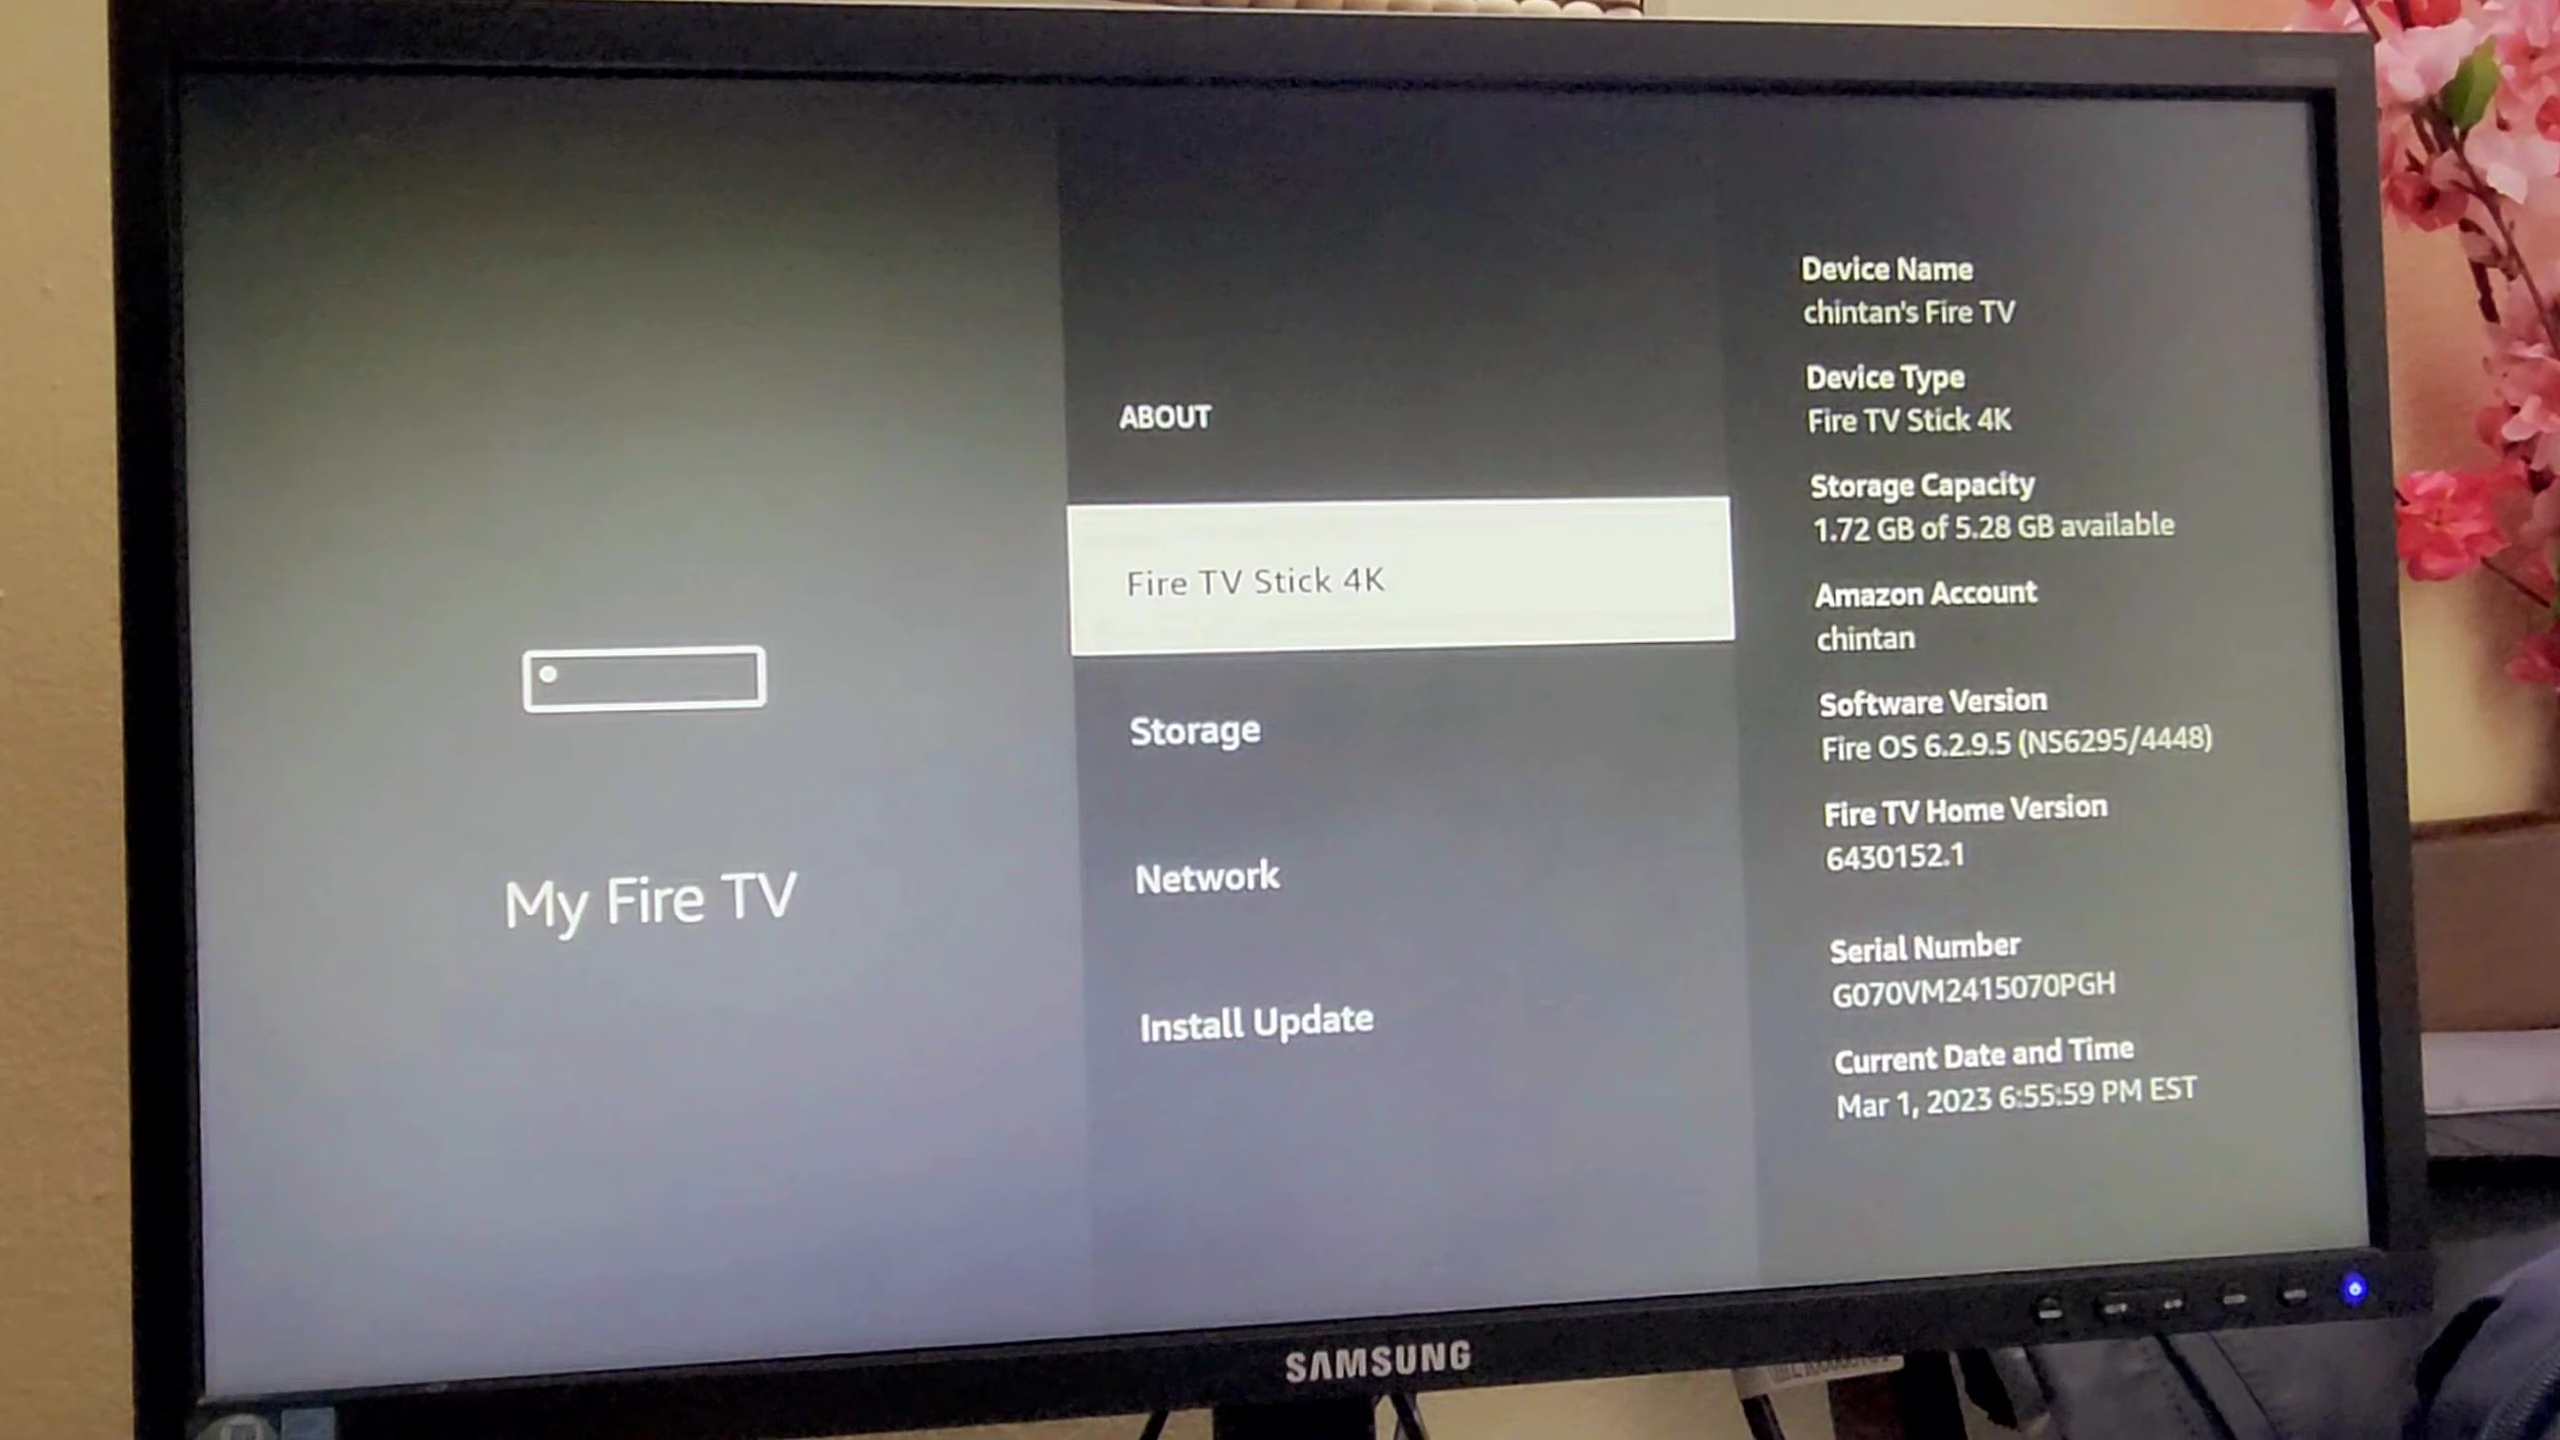 My Fire TV
ABOUT
Fire TV Stick 4K
Storage
Network
Install Update
Device Name
chintan's Fire TV
Device Type
Fire TV Stick 4K
Storage Capacity
1.72 GB of 5.28 GB available
Amazon Account
chintan
Software Version
Fire OS 6.2.9.5 (NS6295/4448)
Fire TV Home Version
6430152.1
Serial Number
G070VM2415070PGH
Current Date and Time
Mar 1, 2023 6:55:59 PM EST
SAMSUNG